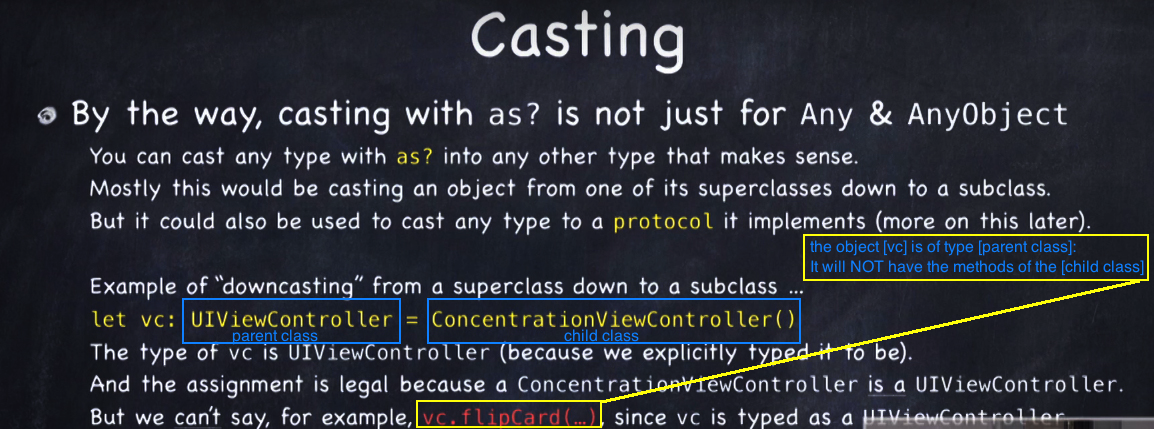 Casting
By the way, casting with as? is not just for Any & AnyObject
You can cast any type with as? into any other type that makes sense.
Mostly this would be casting an object from one of its superclasses down to a subclass.
But it could also be used to cast any type to a protocol it implements (more on this later).
the object [vc] is of type [parent class]:
It will NOT have the methods of the [child class]
Example of “downcasting” from a superclass down to a subclass ...
let vc: UIViewController = ConcentrationViewController()
parent class
child class
The type of vc is UIViewController (because we explicitly typed it to be).
And the assignment is legal because a ConcentrationViewController is a UIViewController.
But we can’t say, for example, vc.flipCard(…), since vc is typed as a UIViewController